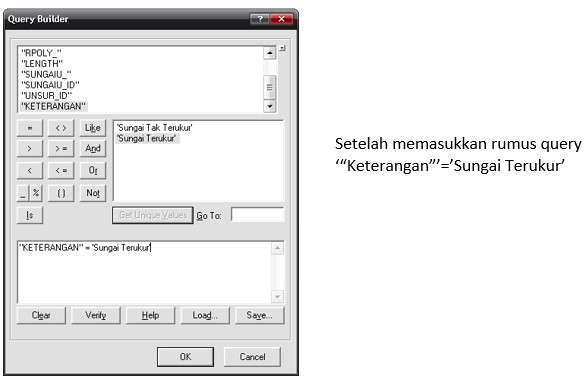 Query Builder
"RPOLY_"
"LENGTH"
"SUNGAIU_"
"SUNGAIU_ID"
"UNSUR_ID"
"KETERANGAN"
= < > Like
> > = And
< < = Or
_ % ( ) Not
Is
'Sungai Tak Terukur'
'Sungai Terukur'
Get Unique Values Go To:
"KETERANGAN" = 'Sungai Terukur'
Clear Verify Help Load... Save...
OK Cancel
Setelah memasukkan rumus query
‘“Keterangan”’=’Sungai Terukur’